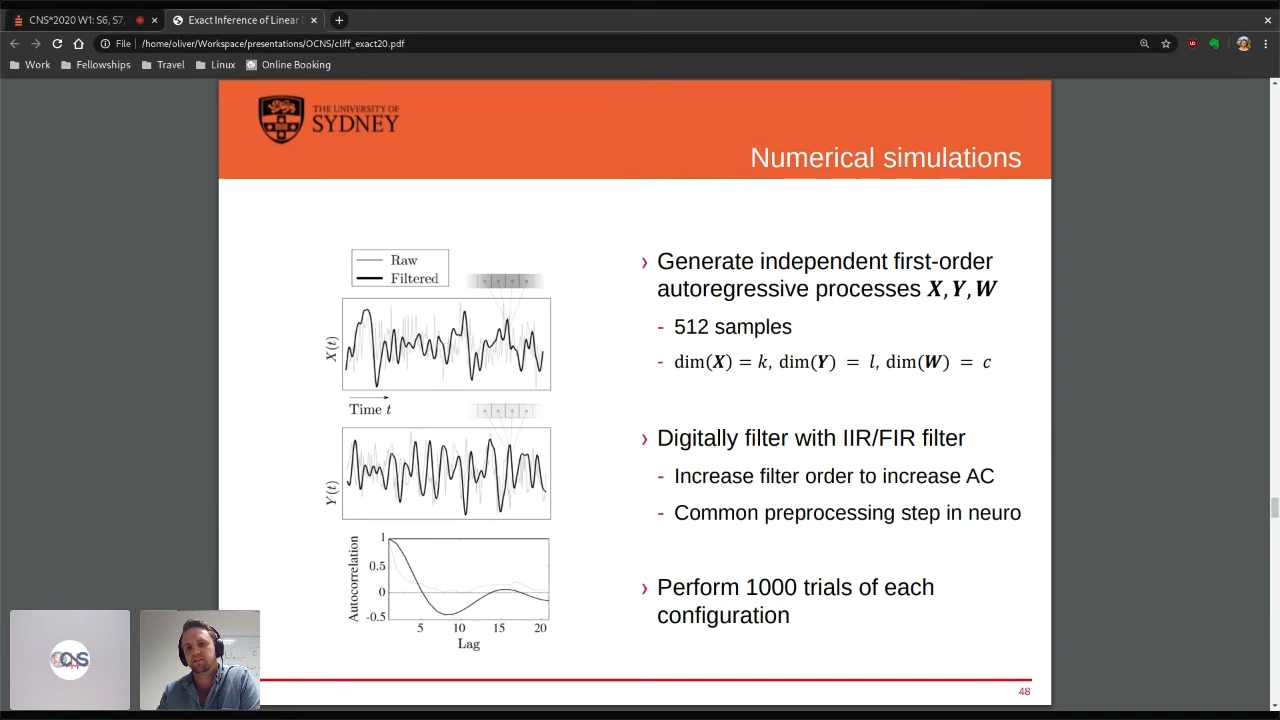 CNS*2020 W1: S6, S7,
Exact Inference of Linear
File
/home/oliver/Workspace/presentations/OCNS/cliff_exact20.pdf
Work
Fellowships
Travel
Linux
Online Booking
THE UNIVERSITY OF
SYDNEY
Numerical simulations
Raw
Filtered
X(t)
Time t
Y(t)
Autocorrelation
1
0.5
0
-0.5
5 10 15 20
Lag
› Generate independent first-order
autoregressive processes X, Y, W
- 512 samples
- dim(X) = k, dim(Y) = l, dim(W) = c
› Digitally filter with IIR/FIR filter
- Increase filter order to increase AC
- Common preprocessing step in neuro
› Perform 1000 trials of each
configuration
OCNS
48